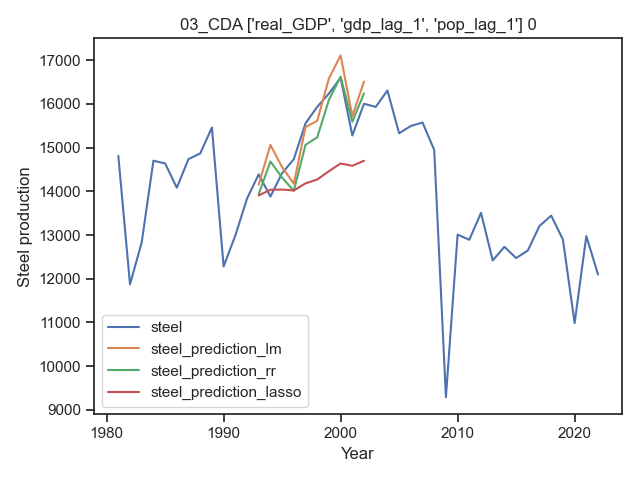 03_CDA ['real_GDP', 'gdp_lag_1', 'pop_lag_1'] 0
Steel production
17000
16000
15000
14000
13000
12000
11000
10000
9000
steel
steel_prediction_lm
steel_prediction_rr
steel_prediction_lasso
1980
1990
2000
2010
2020
Year